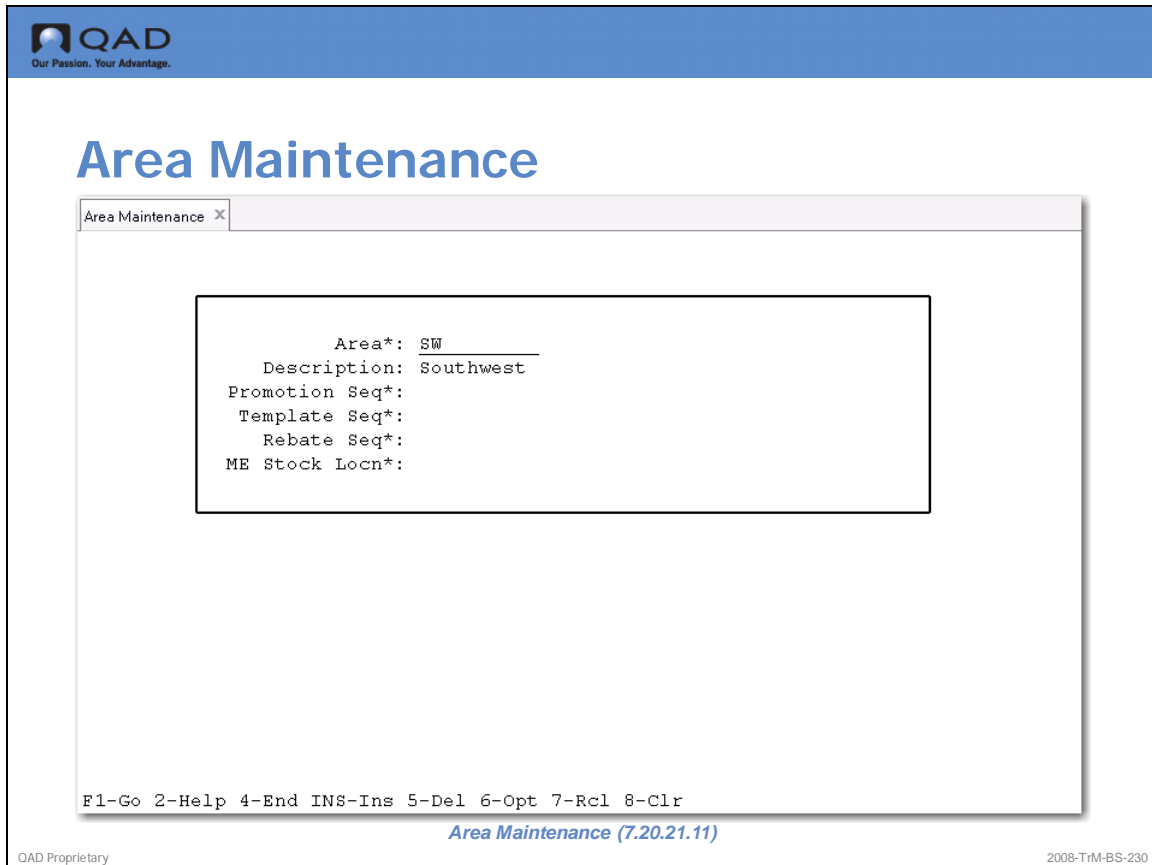 QAD
Our Passion. Your Advantage.
Area Maintenance
Area Maintenance X
Area*: SW
Description: Southwest
Promotion Seq*:
Template Seq*:
Rebate Seq*:
ME Stock Locn*:
F1-Go 2-Help 4-End INS-Ins 5-Del 6-Opt 7-Rcl 8-Clr
Area Maintenance (7.20.21.11)
QAD Proprietary 2008-TrM-BS-230